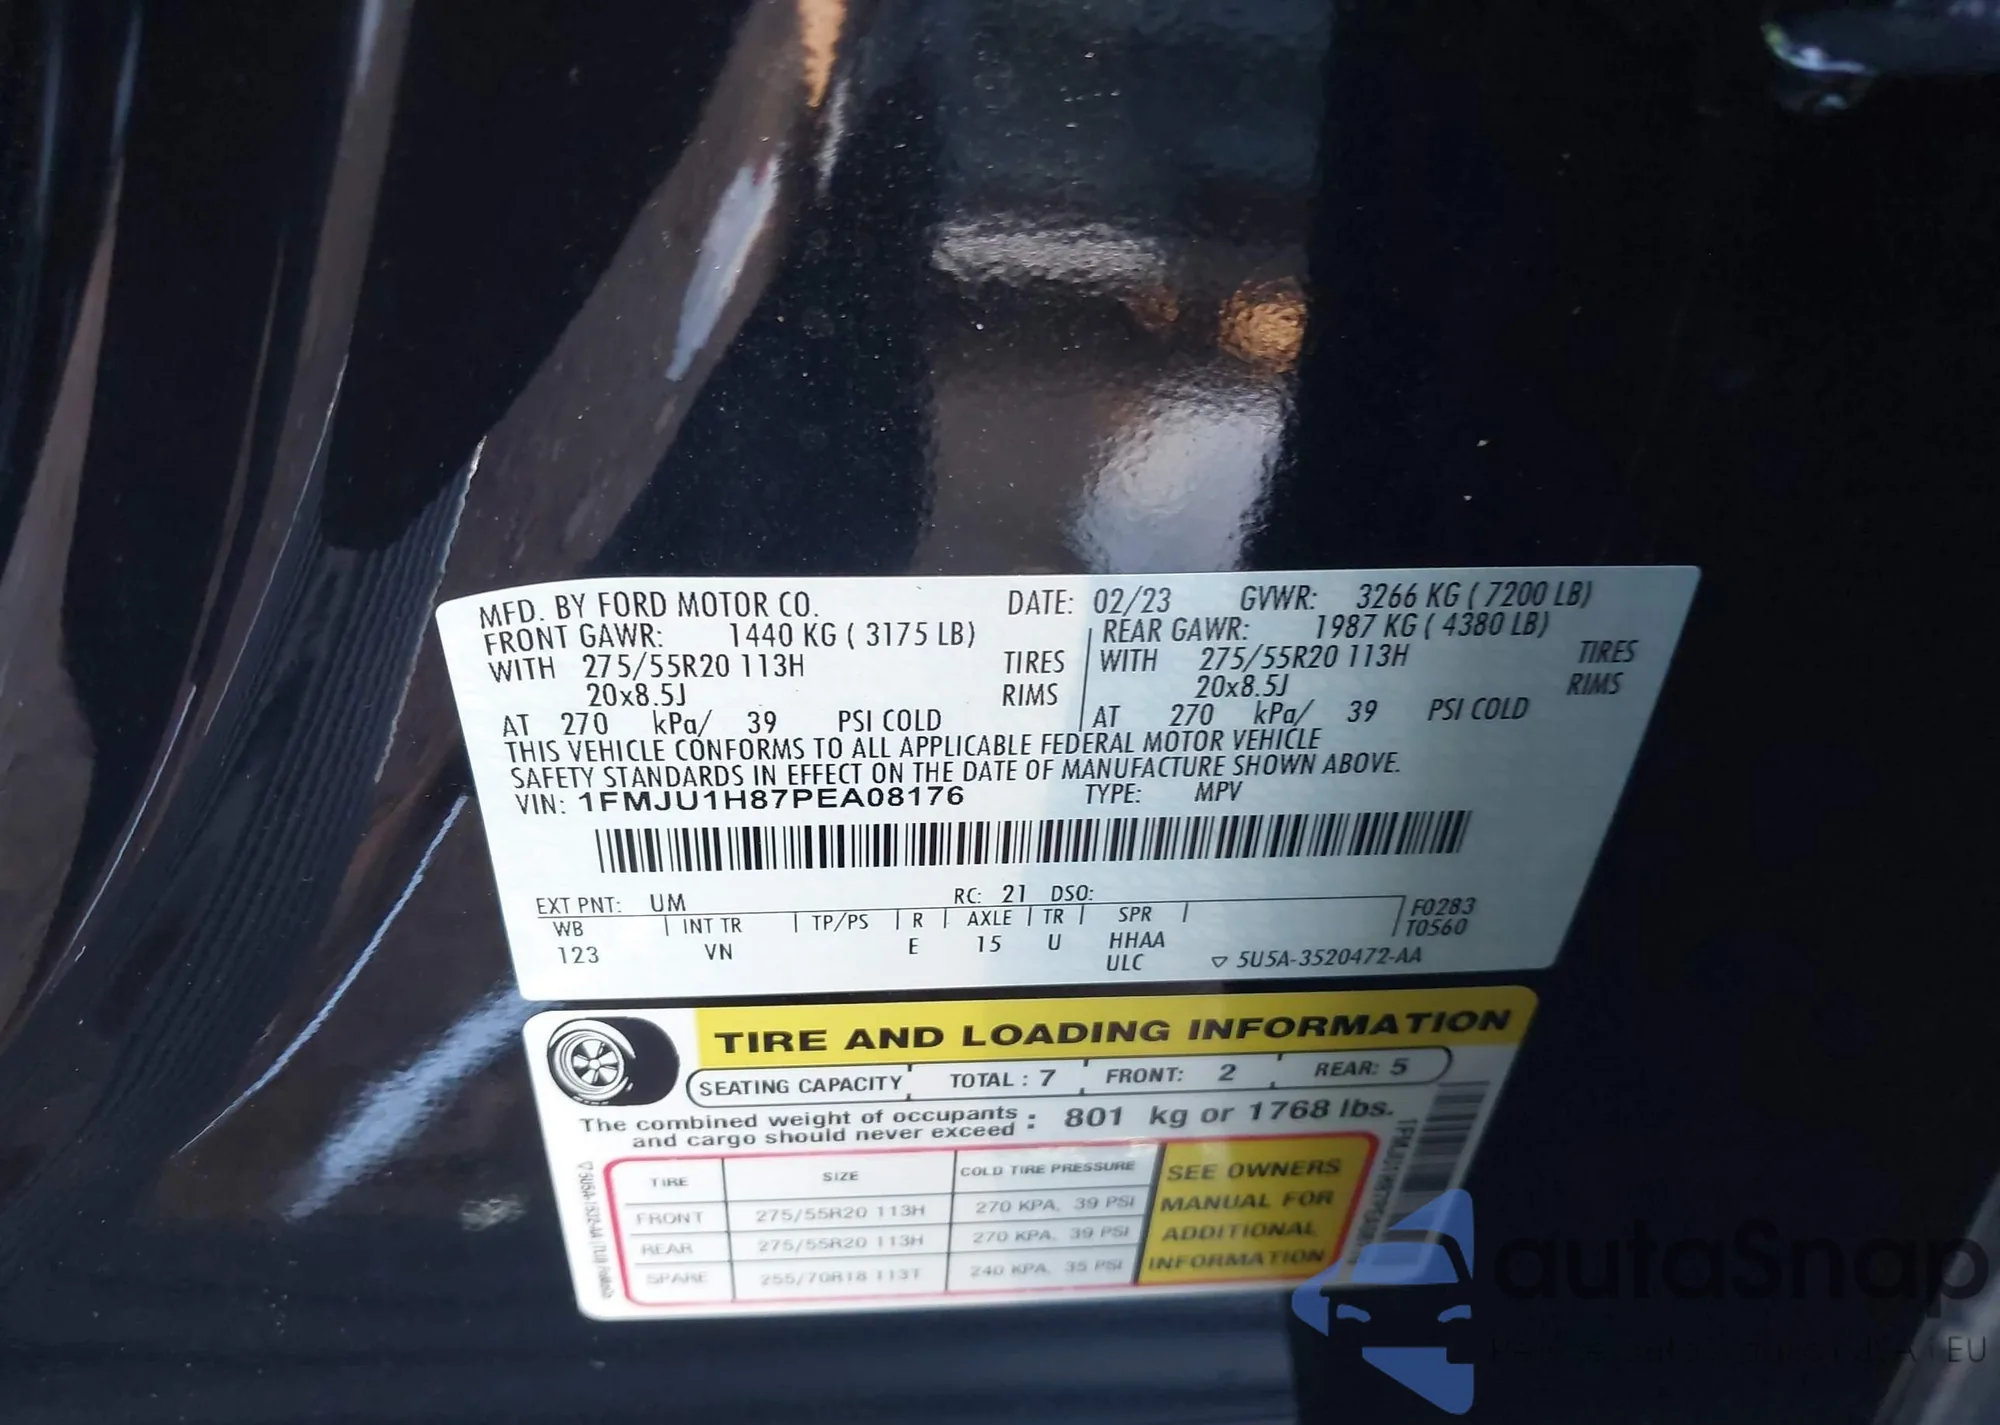 MFD. BY FORD MOTOR CO. DATE: 02/23 GVWR: 3266 KG ( 7200 LB)
FRONT GAWR: 1440 KG ( 3175 LB) REAR GAWR: 1987 KG ( 4380 LB)
WITH 275/55R20 113H TIRES WITH 275/55R20 113H TIRES
20x8.5J RIMS 20x8.5J RIMS
AT 270 kPa/ 39 PSI COLD AT 270 kPa/ 39 PSI COLD
THIS VEHICLE CONFORMS TO ALL APPLICABLE FEDERAL MOTOR VEHICLE
SAFETY STANDARDS IN EFFECT ON THE DATE OF MANUFACTURE SHOWN ABOVE.
VIN: 1FMJU1H87PEA08176 TYPE: MPV
EXT PNT: UM RC: 21 DSO:
WB INT TR TP/PS R AXLE TR SPR F0283
T0560
123 VN E 15 U HHAA
ULC ▽ 5U5A-3520472-AA
TIRE AND LOADING INFORMATION
SEATING CAPACITY TOTAL : 7 FRONT: 2 REAR: 5
The combined weight of occupants
and cargo should never exceed : 801 kg or 1768 lbs.
TIRE SIZE COLD TIRE PRESSURE
FRONT 275/55R20 113H 270 KPA, 39 PSI
REAR 275/55R20 113H 270 KPA, 39 PSI
SPARE 255/70R18 113T 240 KPA, 35 PSI
SEE OWNERS
MANUAL FOR
ADDITIONAL
INFORMATION
autaSnap
EU